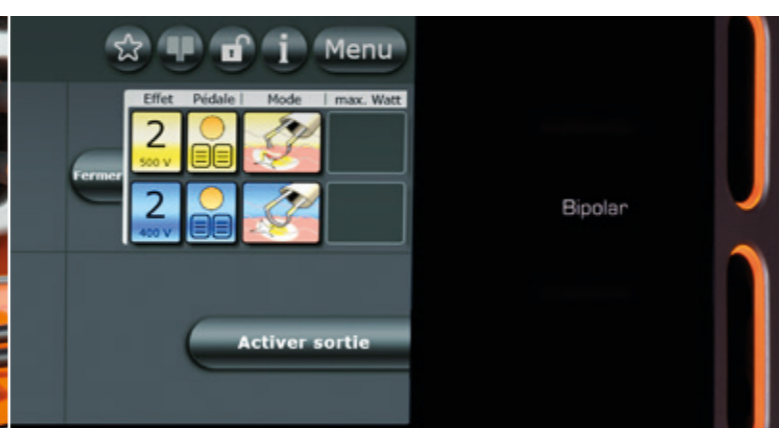 Menu
Effet Pédale Mode max. Watt
2
500 V
Fermer
2
400 V
Bipolar
Activer sortie